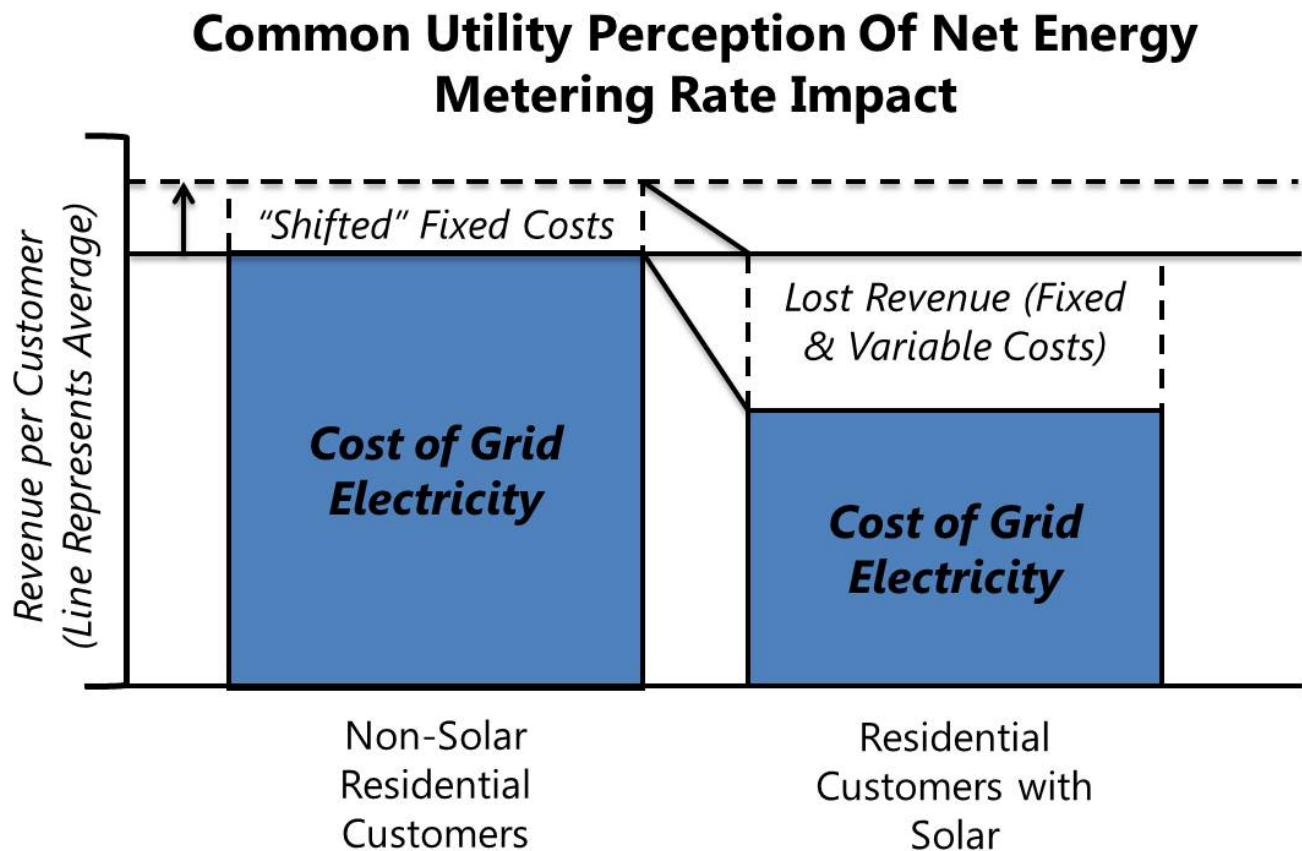 Common Utility Perception Of Net Energy
Metering Rate Impact
Revenue per Customer
(Line Represents Average)
“Shifted” Fixed Costs
Lost Revenue (Fixed
& Variable Costs)
Cost of Grid
Electricity
Cost of Grid
Electricity
Non-Solar
Residential
Customers
Residential
Customers with
Solar